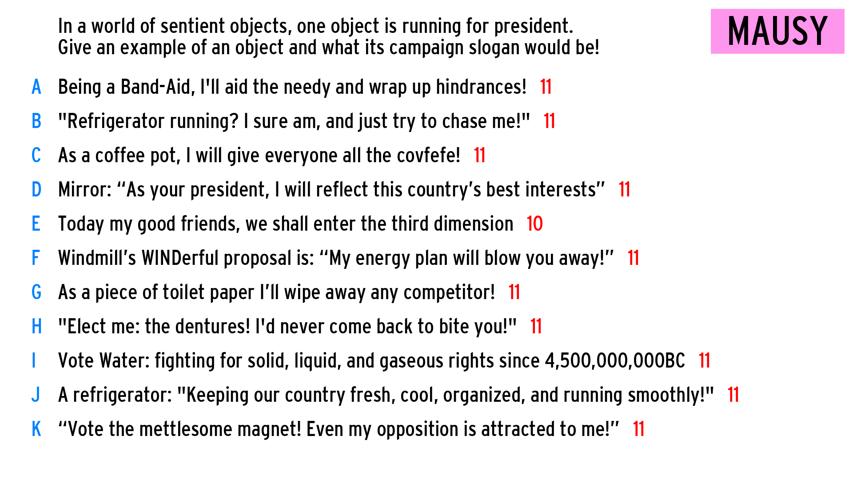 In a world of sentient objects, one object is running for president.
Give an example of an object and what its campaign slogan would be!
MAUSY
A Being a Band-Aid, I'll aid the needy and wrap up hindrances! 11
B "Refrigerator running? I sure am, and just try to chase me!" 11
C As a coffee pot, I will give everyone all the covfefe! 11
D Mirror: “As your president, I will reflect this country’s best interests” 11
E Today my good friends, we shall enter the third dimension 10
F Windmill’s WINDerful proposal is: “My energy plan will blow you away!” 11
G As a piece of toilet paper I’ll wipe away any competitor! 11
H "Elect me: the dentures! I'd never come back to bite you!" 11
I Vote Water: fighting for solid, liquid, and gaseous rights since 4,500,000,000BC 11
J A refrigerator: "Keeping our country fresh, cool, organized, and running smoothly!" 11
K “Vote the mettlesome magnet! Even my opposition is attracted to me!” 11